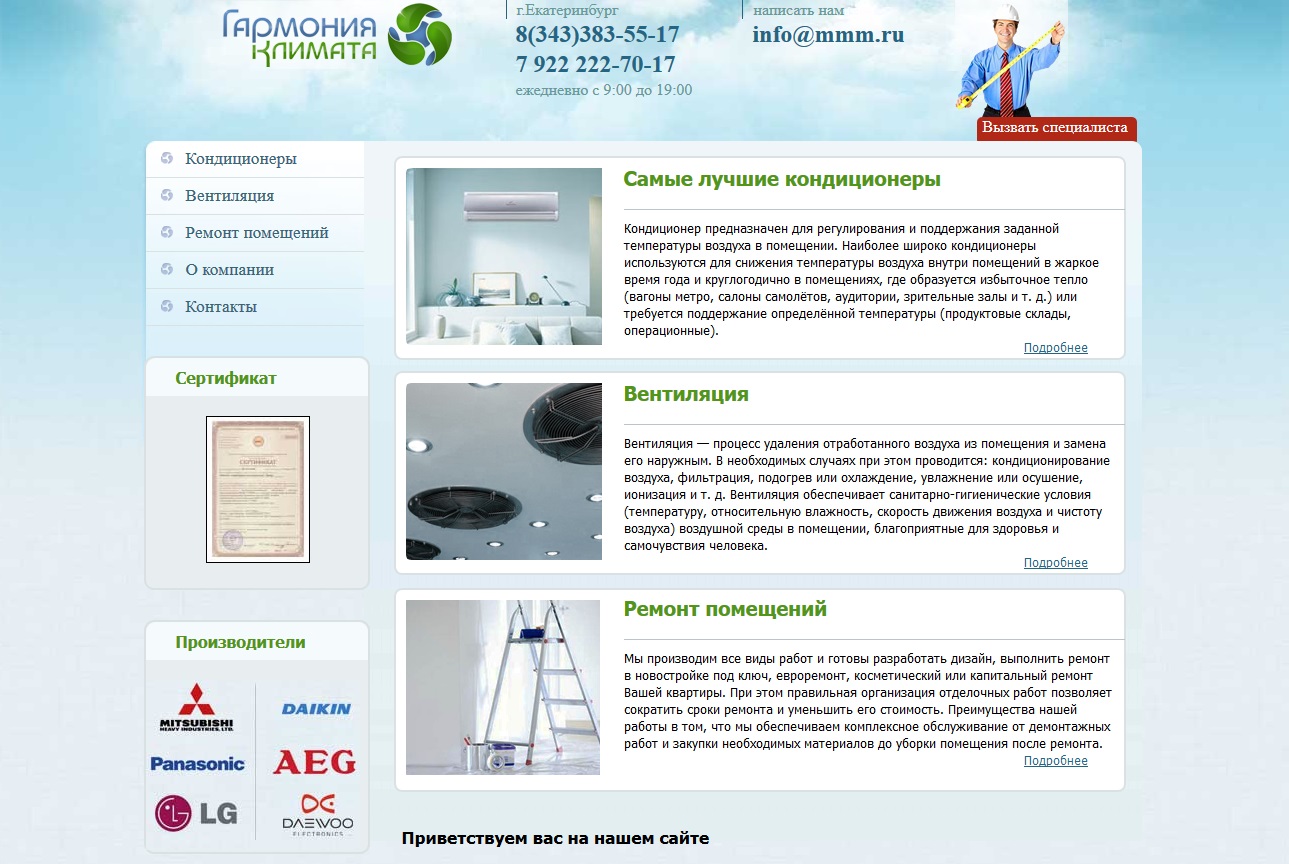 Гармония
Климата
г.Екатеринбург
8(343)383-55-17
7 922 222-70-17
ежедневно с 9:00 до 19:00
написать нам
info@mmm.ru
Вызвать специалиста
Кондиционеры
Вентиляция
Ремонт помещений
О компании
Контакты
Сертификат
СЕРТИФИКАТ
Производители
MITSUBISHI
HEAVY INDUSTRIES, LTD.
DAIKIN
Panasonic
AEG
LG
DAEWOO
ELECTRONICS
Самые лучшие кондиционеры
Кондиционер предназначен для регулирования и поддержания заданной
температуры воздуха в помещении. Наиболее широко кондиционеры
используются для снижения температуры воздуха внутри помещений в жаркое
время года и круглогодично в помещениях, где образуется избыточное тепло
(вагоны метро, салоны самолётов, аудитории, зрительные залы и т. д.) или
требуется поддержание определённой температуры (продуктовые склады,
операционные).
Подробнее
Вентиляция
Вентиляция — процесс удаления отработанного воздуха из помещения и замена
его наружным. В необходимых случаях при этом проводится: кондиционирование
воздуха, фильтрация, подогрев или охлаждение, увлажнение или осушение,
ионизация и т. д. Вентиляция обеспечивает санитарно-гигиенические условия
(температуру, относительную влажность, скорость движения воздуха и чистоту
воздуха) воздушной среды в помещении, благоприятные для здоровья и
самочувствия человека.
Подробнее
Ремонт помещений
Мы производим все виды работ и готовы разработать дизайн, выполнить ремонт
в новостройке под ключ, евроремонт, косметический или капитальный ремонт
Вашей квартиры. При этом правильная организация отделочных работ позволяет
сократить сроки ремонта и уменьшить его стоимость. Преимущества нашей
работы в том, что мы обеспечиваем комплексное обслуживание от демонтажных
работ и закупки необходимых материалов до уборки помещения после ремонта.
Подробнее
Приветствуем вас на нашем сайте